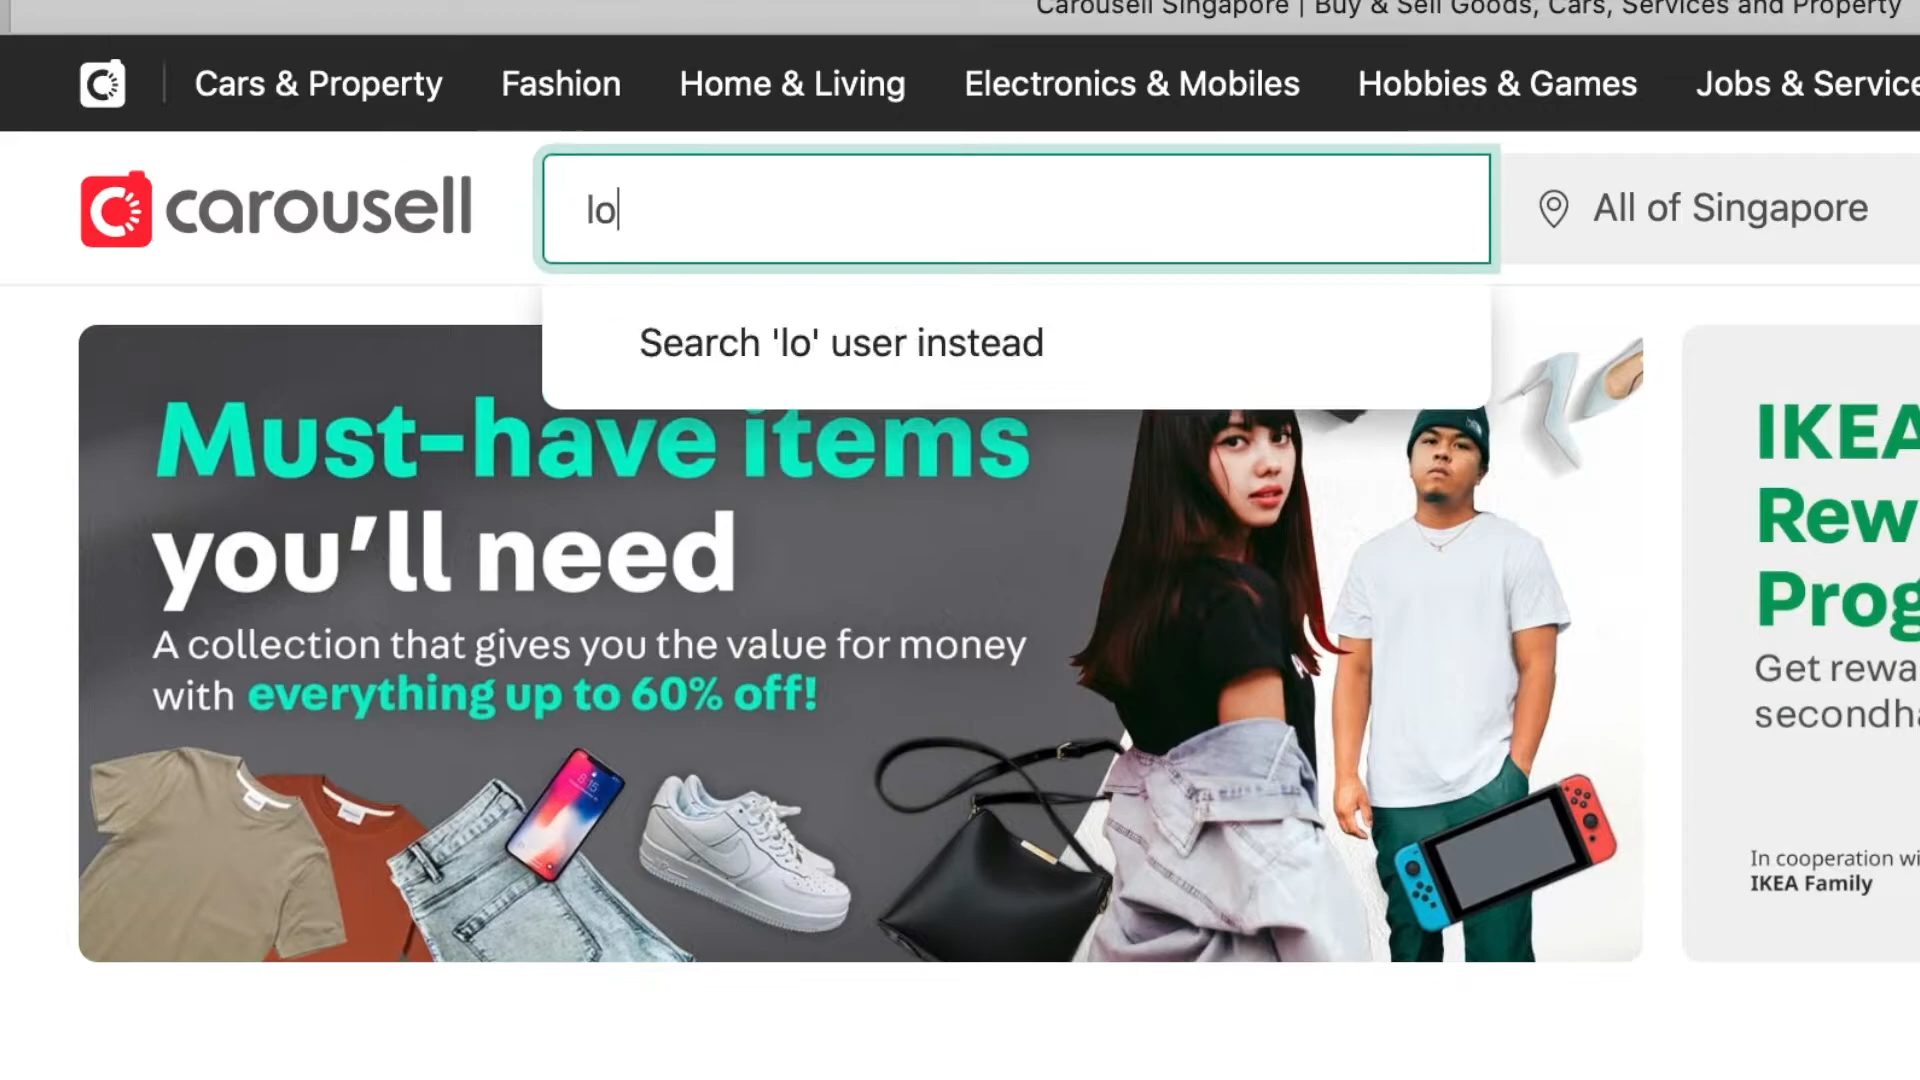 Carousell Singapore | Buy & Sell Goods, Cars, Services and Property
Cars & Property Fashion Home & Living Electronics & Mobiles Hobbies & Games Jobs & Service
carousell lo All of Singapore
Search 'lo' user instead
Must-have items
you'll need
A collection that gives you the value for money
with everything up to 60% off!
8:15
IKEA
Rew
Prog
Get rewa
secondha
In cooperation wi
IKEA Family